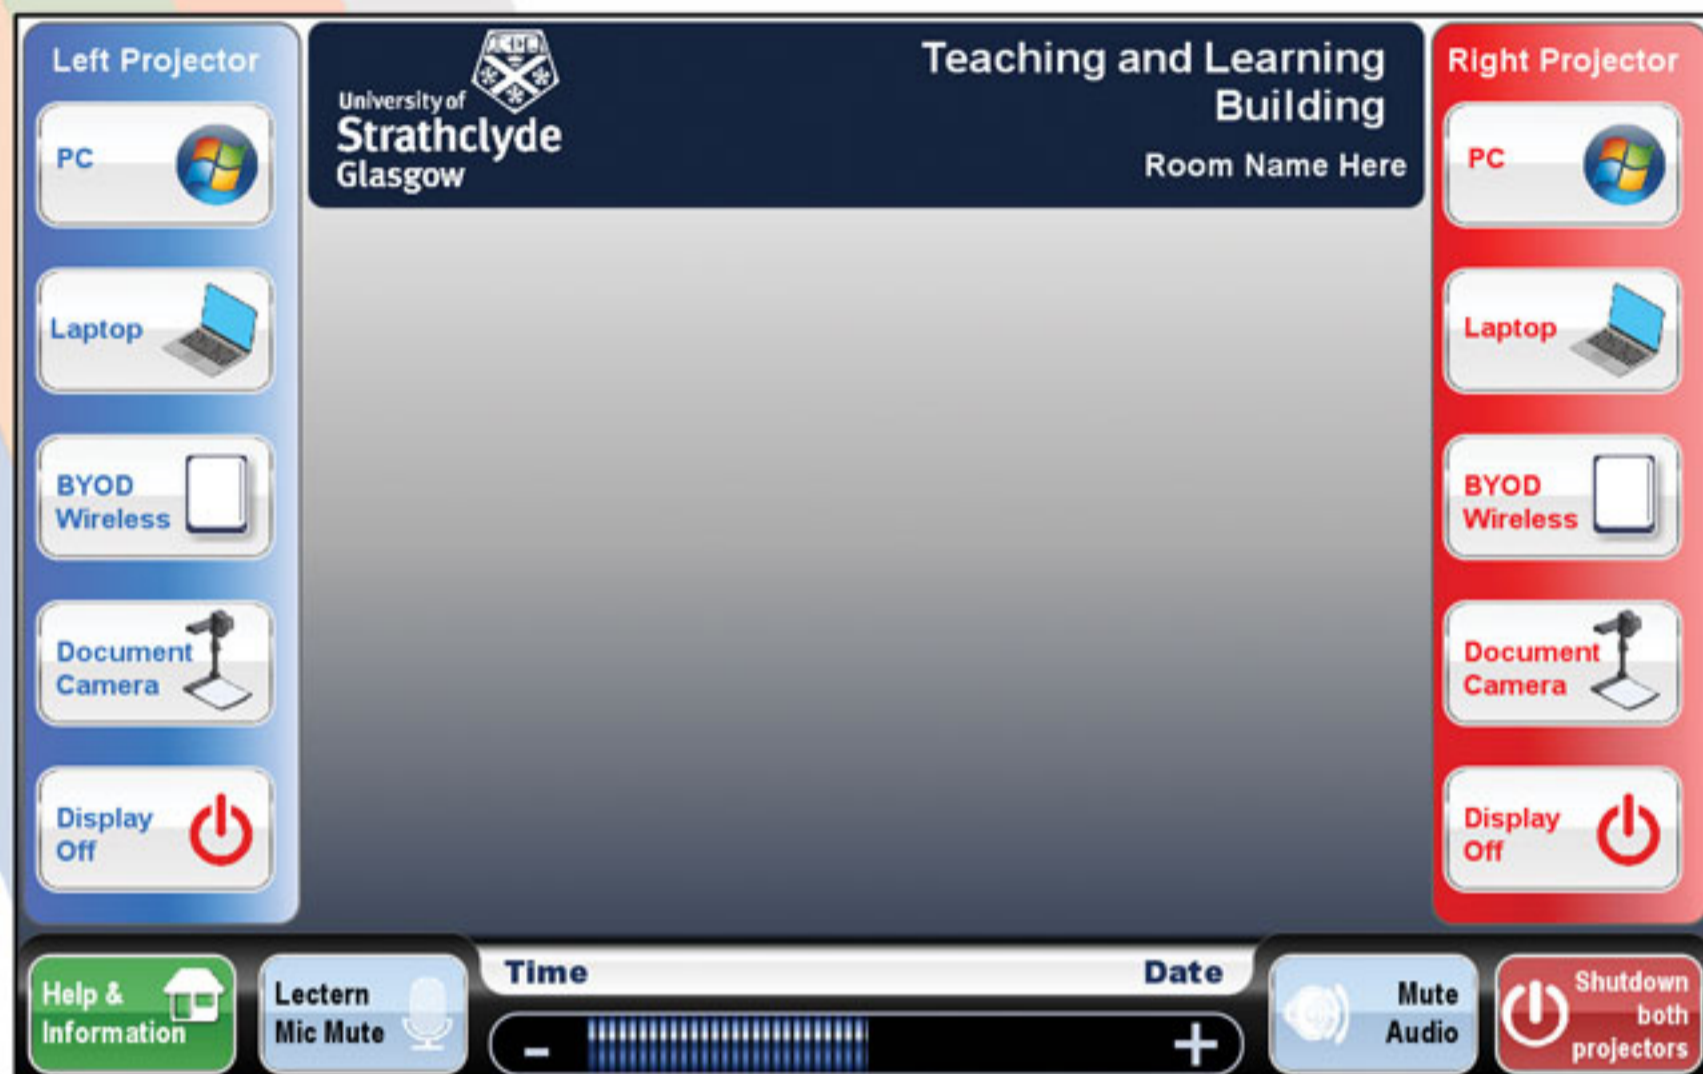 Left Projector
PC
Laptop
BYOD
Wireless
Document
Camera
Display
Off
University of
Strathclyde
Glasgow
Teaching and Learning
Building
Room Name Here
Right Projector
PC
Laptop
BYOD
Wireless
Document
Camera
Display
Off
Help &
Information
Lectern
Mic Mute
Time
Date
-
+
Mute
Audio
Shutdown
both
projectors